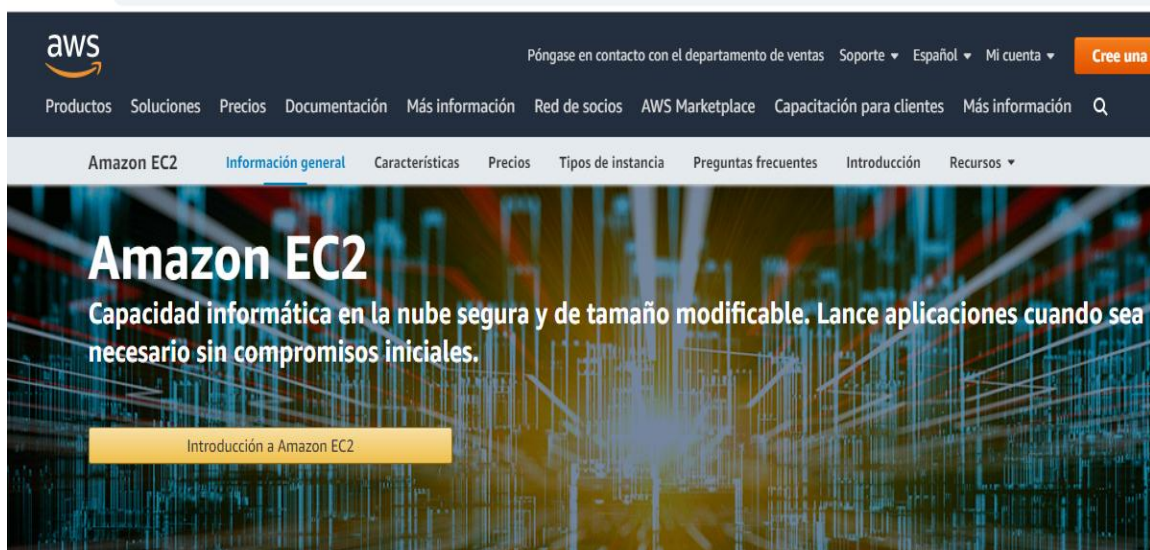 aws
Póngase en contacto con el departamento de ventas Soporte Español Mi cuenta Cree una
Productos Soluciones Precios Documentación Más información Red de socios AWS Marketplace Capacitación para clientes Más información
Amazon EC2 Información general Características Precios Tipos de instancia Preguntas frecuentes Introducción Recursos
Amazon EC2
Capacidad informática en la nube segura y de tamaño modificable. Lance aplicaciones cuando sea
necesario sin compromisos iniciales.
Introducción a Amazon EC2